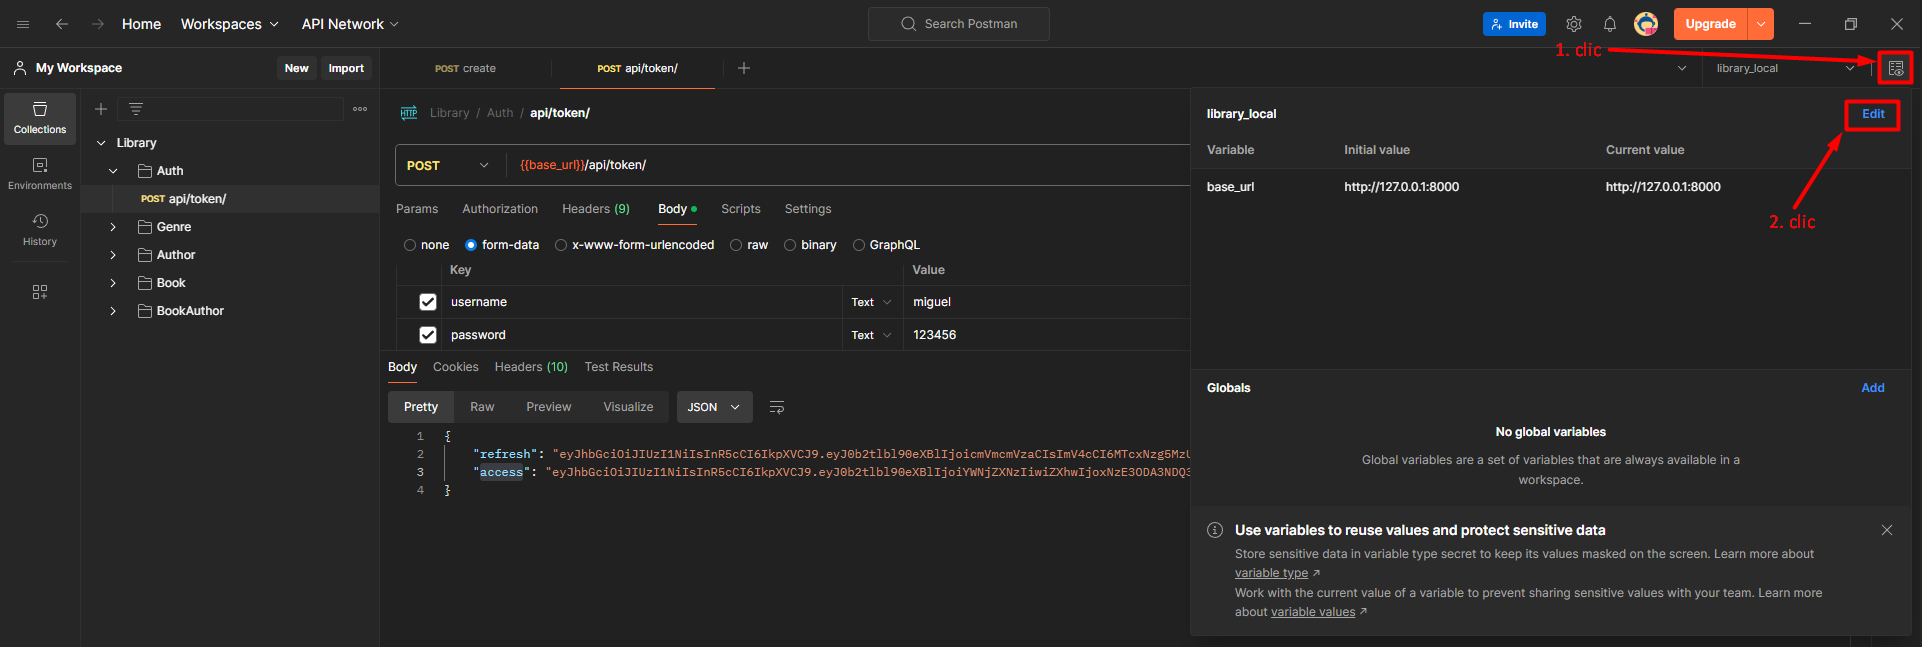 Home Workspaces API Network Search Postman Invite Upgrade
1. clic
My Workspace New Import
POST create POST api/token/ library_local
Collections
Environments
History
Library
Auth
POST api/token/
Genre
Author
Book
BookAuthor
HTTP Library / Auth / api/token/
POST {{base_url}}/api/token/
Params Authorization Headers (9) Body Scripts Settings
none form-data x-www-form-urlencoded raw binary GraphQL
Key Value
username Text miguel
password Text 123456
Body Cookies Headers (10) Test Results
Pretty Raw Preview Visualize JSON
1 {
2 "refresh": "eyJhbGciOiJIUzI1NiIsInR5cCI6IkpXVCJ9.eyJ0b2tlbl90eXBlIjoicmVmcmVzaCIsImV4cCI6MTcxNzg5MzU
3 "access": "eyJhbGciOiJIUzI1NiIsInR5cCI6IkpXVCJ9.eyJ0b2tlbl90eXBlIjoiYWNjZXNzIiwiZXhwIjoxNzE3ODA3NDQ3
4 }
library_local Edit
Variable Initial value Current value
base_url http://127.0.0.1:8000 http://127.0.0.1:8000
2. clic
Globals Add
No global variables
Global variables are a set of variables that are always available in a
workspace.
Use variables to reuse values and protect sensitive data
Store sensitive data in variable type secret to keep its values masked on the screen. Learn more about
variable type ↗
Work with the current value of a variable to prevent sharing sensitive values with your team. Learn more
about variable values ↗